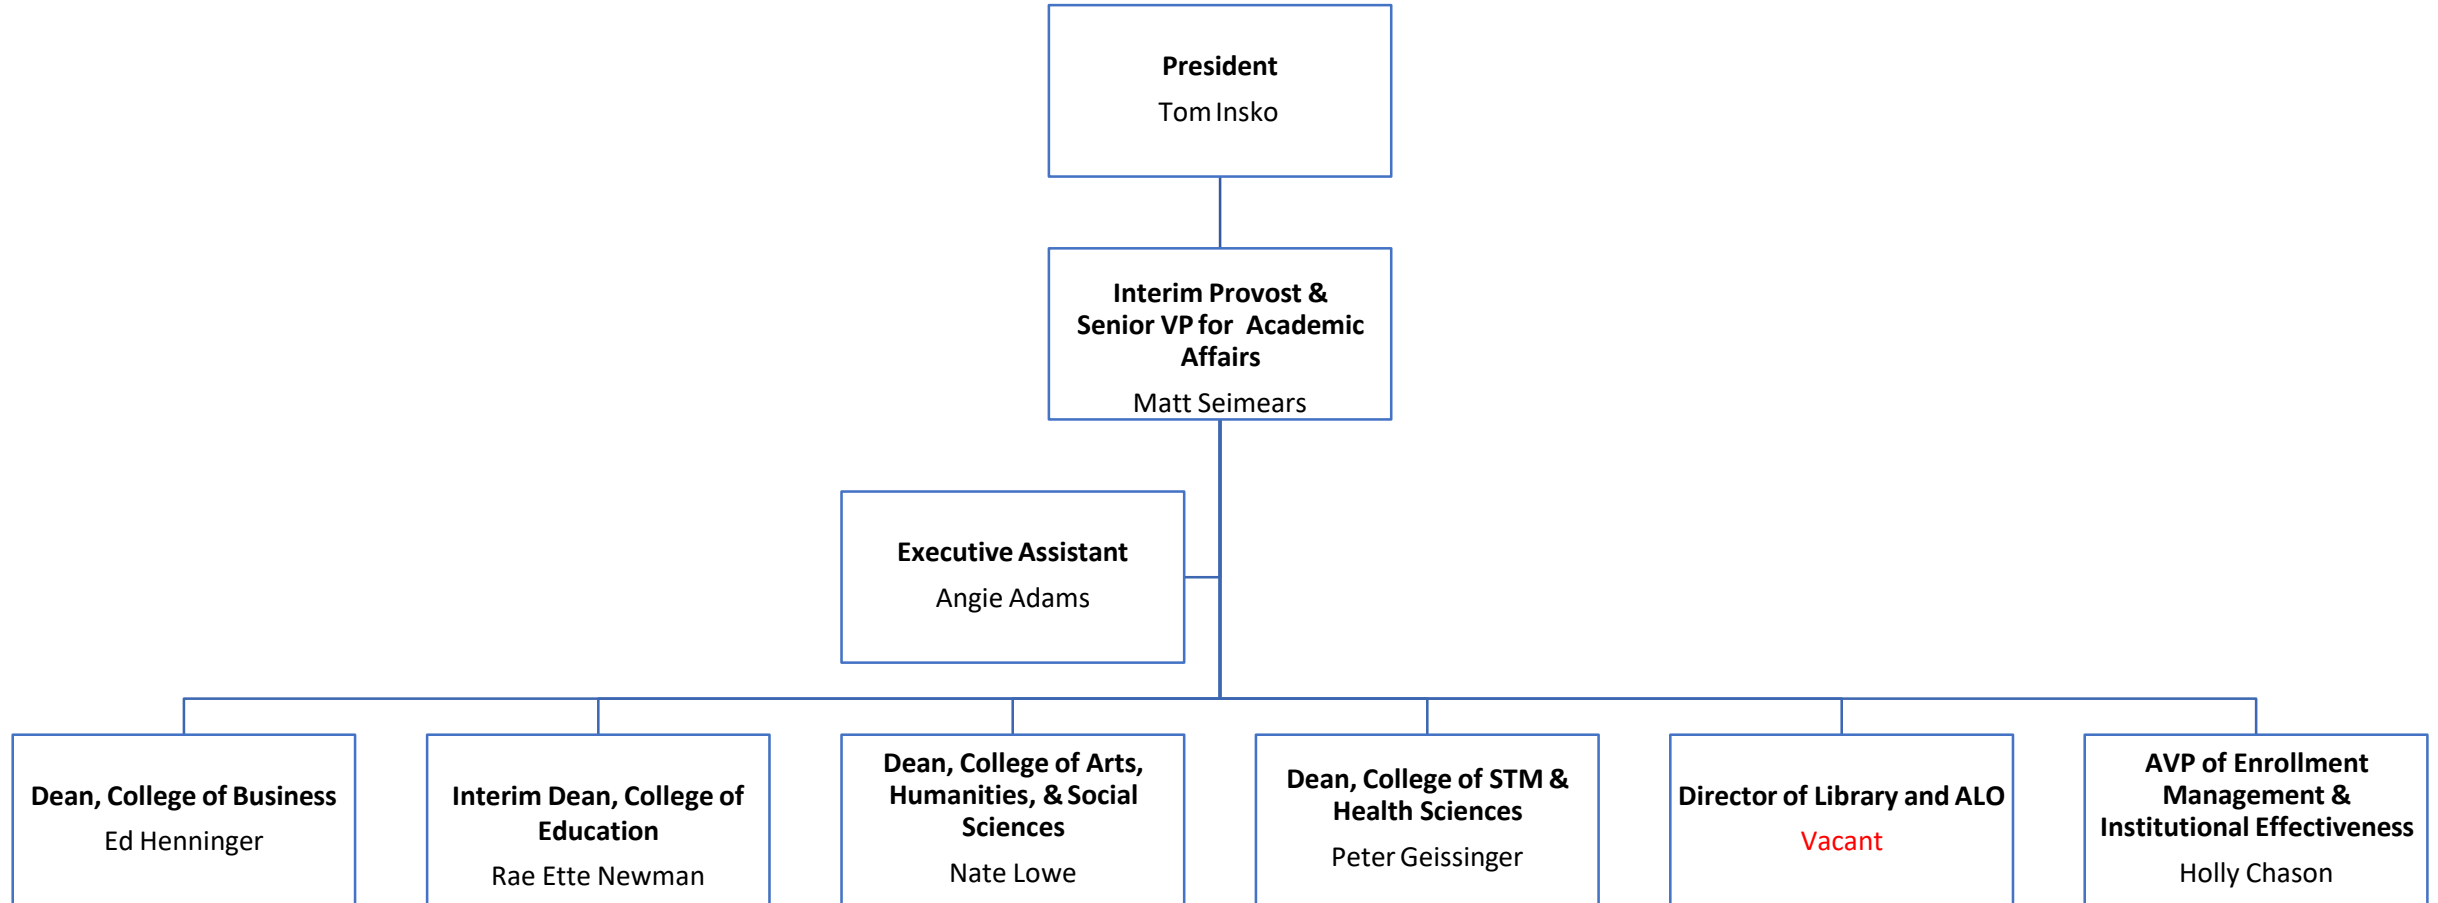 President
Tom Insko
Interim Provost &
Senior VP for Academic
Affairs
Matt Seimears
Executive Assistant
Angie Adams
Dean, College of Business
Ed Henninger
Interim Dean, College of
Education
Rae Ette Newman
Dean, College of Arts,
Humanities, & Social
Sciences
Nate Lowe
Dean, College of STM &
Health Sciences
Peter Geissinger
Director of Library and ALO
Vacant
AVP of Enrollment
Management &
Institutional Effectiveness
Holly Chason